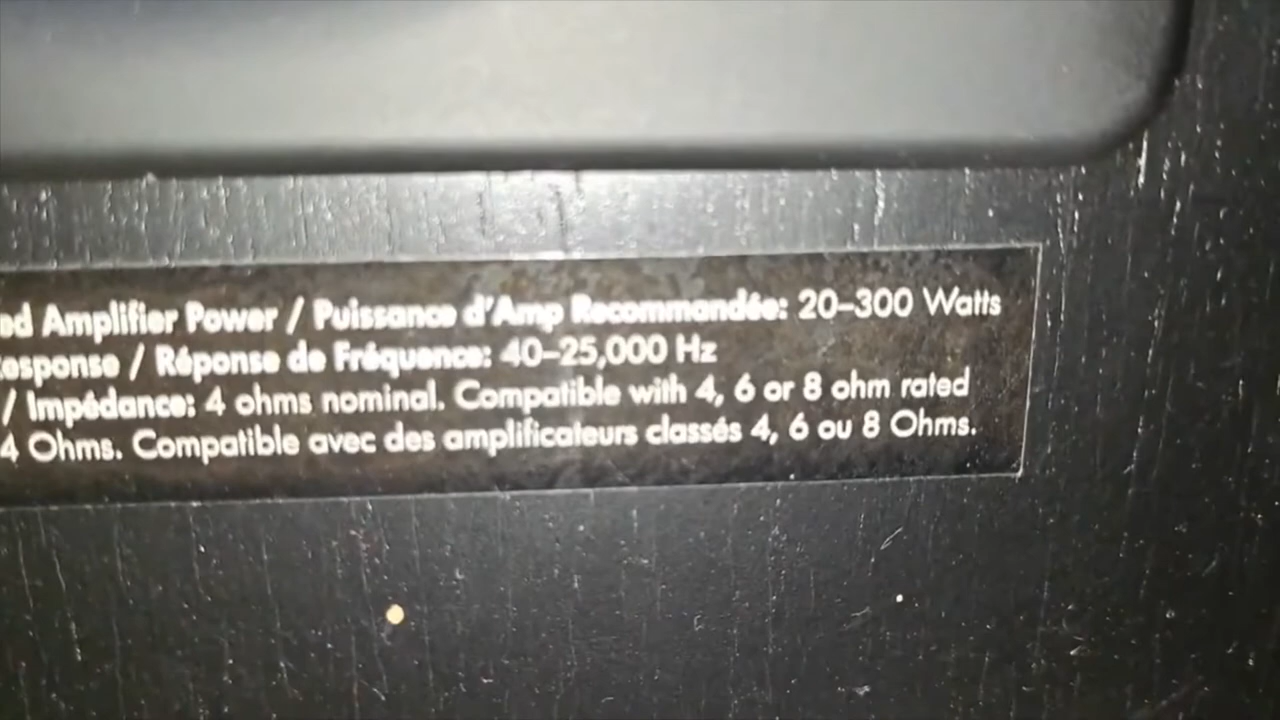 ed Amplifier Power / Puissance d'Amp Recommandée: 20–300 Watts
esponse / Réponse de Fréquence: 40–25,000 Hz
/ Impédance: 4 ohms nominal. Compatible with 4, 6 or 8 ohm rated
4 Ohms. Compatible avec des amplificateurs classés 4, 6 ou 8 Ohms.